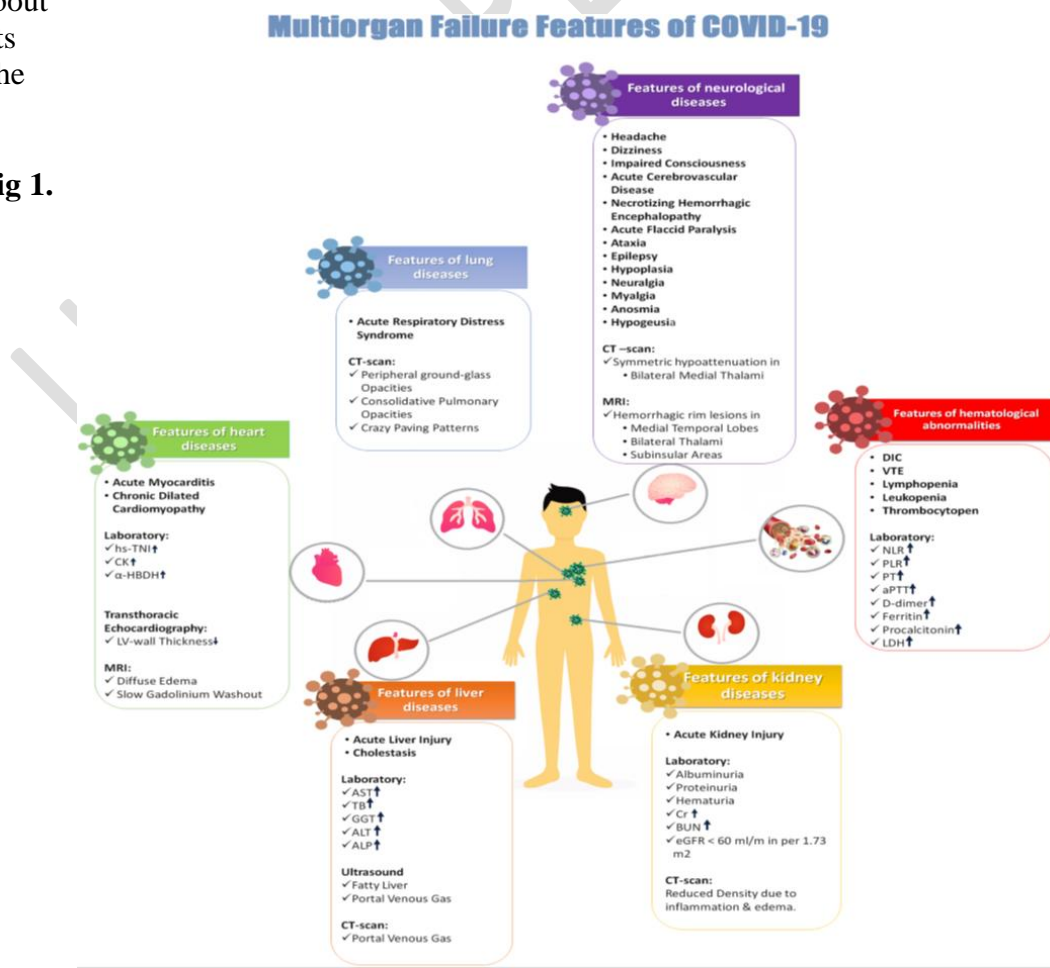 bout
ts
he
ig 1.
Multiorgan Failure Features of COVID-19
Features of neurological
diseases
• Headache
• Dizziness
• Impaired Consciousness
• Acute Cerebrovascular
Disease
• Necrotizing Hemorrhagic
Encephalopathy
• Acute Flaccid Paralysis
• Ataxia
• Epilepsy
• Hypoplasia
• Neuralgia
• Myalgia
• Anosmia
• Hypogeusia
CT –scan:
✓Symmetric hypoattenuation in
• Bilateral Medial Thalami
MRI:
✓Hemorrhagic rim lesions in
• Medial Temporal Lobes
• Bilateral Thalami
• Subinsular Areas
Features of lung
diseases
• Acute Respiratory Distress
Syndrome
CT-scan:
✓ Peripheral ground-glass
Opacities
✓ Consolidative Pulmonary
Opacities
✓ Crazy Paving Patterns
Features of heart
diseases
• Acute Myocarditis
• Chronic Dilated
Cardiomyopathy
Laboratory:
✓hs-TNI↑
✓CK↑
✓α-HBDH↑
Transthoracic
Echocardiography:
✓ LV-wall Thickness↓
MRI:
✓ Diffuse Edema
✓ Slow Gadolinium Washout
Features of hematological
abnormalities
• DIC
• VTE
• Lymphopenia
• Leukopenia
• Thrombocytopen
Laboratory:
✓ NLR↑
✓ PLR↑
✓ PT↑
✓ aPTT↑
✓ D-dimer↑
✓ Ferritin↑
✓ Procalcitonin↑
✓ LDH↑
Features of liver
diseases
• Acute Liver Injury
• Cholestasis
Laboratory:
✓AST↑
✓TB↑
✓GGT↑
✓ALT↑
✓ALP↑
Ultrasound
✓Fatty Liver
✓Portal Venous Gas
CT-scan:
✓Portal Venous Gas
Features of kidney
diseases
• Acute Kidney Injury
Laboratory:
✓Albuminuria
✓Proteinuria
✓Hematuria
✓Cr ↑
✓BUN ↑
✓eGFR < 60 ml/m in per 1.73
m2
CT-scan:
Reduced Density due to
inflammation & edema.